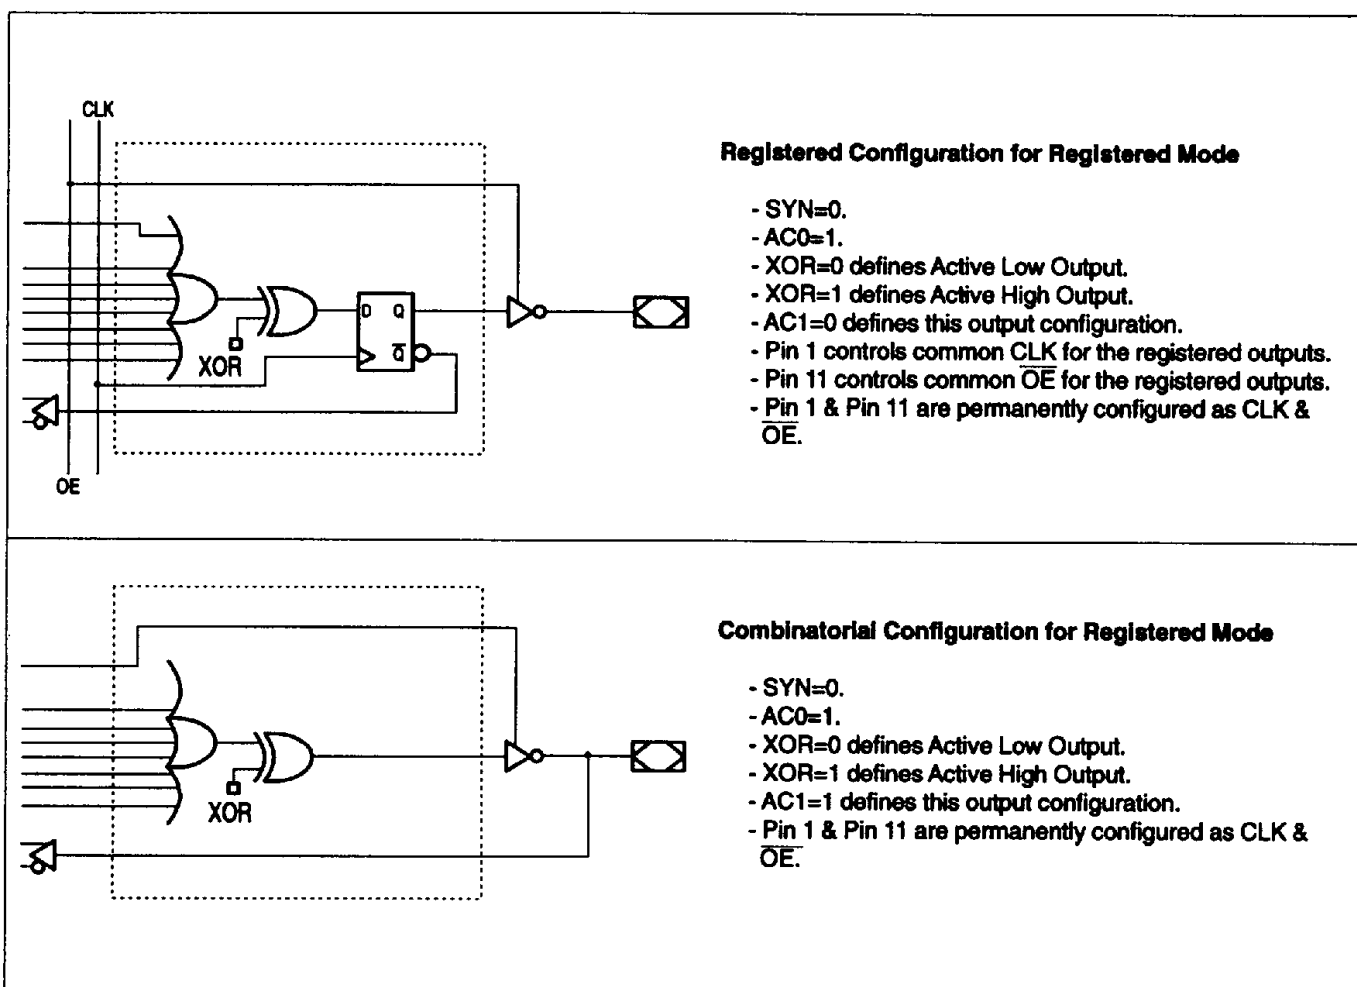 CLK
XOR
D Q
Q̅
OE
Registered Configuration for Registered Mode
- SYN=0.
- AC0=1.
- XOR=0 defines Active Low Output.
- XOR=1 defines Active High Output.
- AC1=0 defines this output configuration.
- Pin 1 controls common CLK for the registered outputs.
- Pin 11 controls common O̅E̅ for the registered outputs.
- Pin 1 & Pin 11 are permanently configured as CLK &
O̅E̅.
XOR
Combinatorial Configuration for Registered Mode
- SYN=0.
- AC0=1.
- XOR=0 defines Active Low Output.
- XOR=1 defines Active High Output.
- AC1=1 defines this output configuration.
- Pin 1 & Pin 11 are permanently configured as CLK &
O̅E̅.